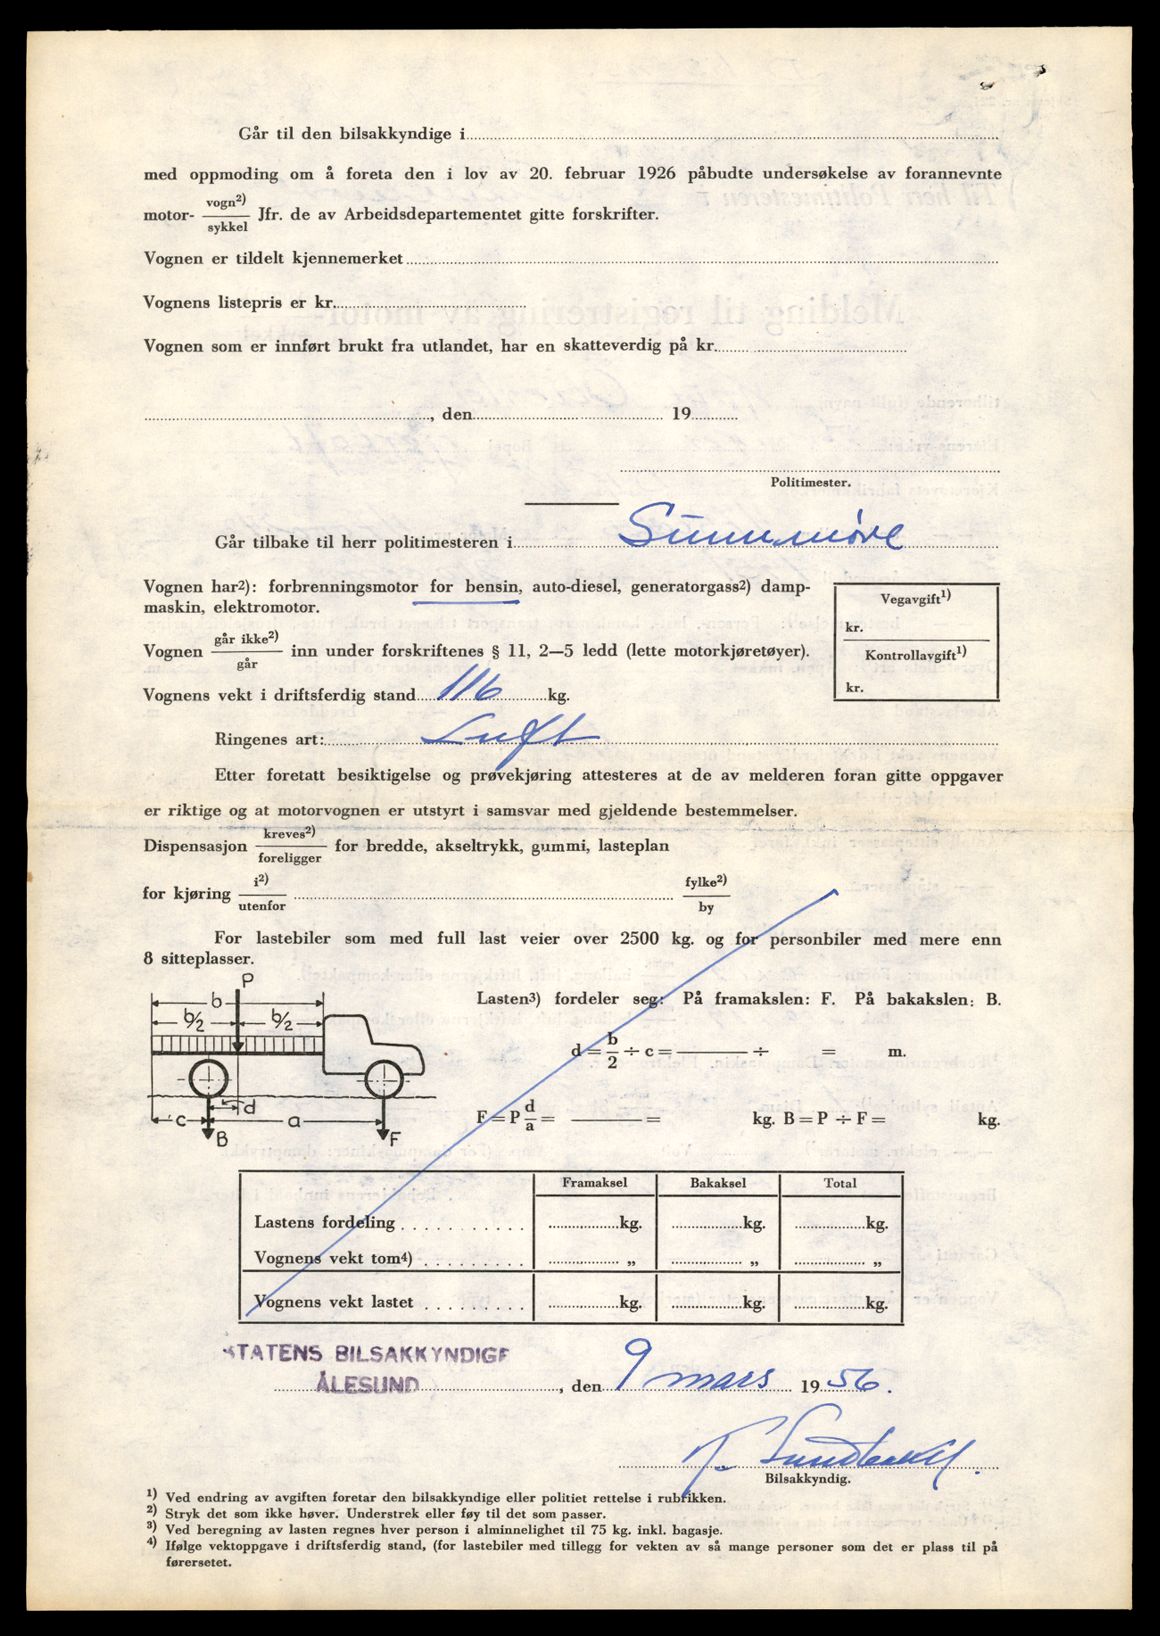 Går til den bilsakkyndige i
med oppmoding om å foreta den i lov av 20. februar 1926 påbudte undersøkelse av forannevnte
motor- vogn2)/sykkel Jfr. de av Arbeidsdepartementet gitte forskrifter.
Vognen er tildelt kjennemerket
Vognens listepris er kr.
Vognen som er innført brukt fra utlandet, har en skatteverdig på kr.
, den 19
Politimester.
Går tilbake til herr politimesteren i Sunnmøre
Vognen har2): forbrenningsmotor for bensin, auto-diesel, generatorgass2) damp-
maskin, elektromotor.
Vegavgift1)
kr.
Kontrollavgift1)
kr.
Vognen går ikke2)/går inn under forskriftenes § 11, 2—5 ledd (lette motorkjøretøyer).
Vognens vekt i driftsferdig stand 116 kg.
Ringenes art: Luft
Etter foretatt besiktigelse og prøvekjøring attesteres at de av melderen foran gitte oppgaver
er riktige og at motorvognen er utstyrt i samsvar med gjeldende bestemmelser.
Dispensasjon kreves2)/foreligger for bredde, akseltrykk, gummi, lasteplan
for kjøring i2)/utenfor fylke2)/by
For lastebiler som med full last veier over 2500 kg. og for personbiler med mere enn
8 sitteplasser.
P
b
b/2 b/2
d
c a
B F
Lasten3) fordeler seg: På framakslen: F. På bakakslen: B.
d = b/2 ÷ c = ——— ÷ = m.
F = P d/a = ——— = kg. B = P ÷ F = kg.
Framaksel Bakaksel Total
Lastens fordeling kg. kg. kg.
Vognens vekt tom4) „ „ „
Vognens vekt lastet kg. kg. kg.
STATENS BILSAKKYNDIGE
ÅLESUND, den 9 mars 1956.
Bilsakkyndig.
1) Ved endring av avgiften foretar den bilsakkyndige eller politiet rettelse i rubrikken.
2) Stryk det som ikke høver. Understrek eller føy til det som passer.
3) Ved beregning av lasten regnes hver person i alminnelighet til 75 kg. inkl. bagasje.
4) Ifølge vektoppgave i driftsferdig stand, (for lastebiler med tillegg for vekten av så mange personer som det er plass til på
førersetet.